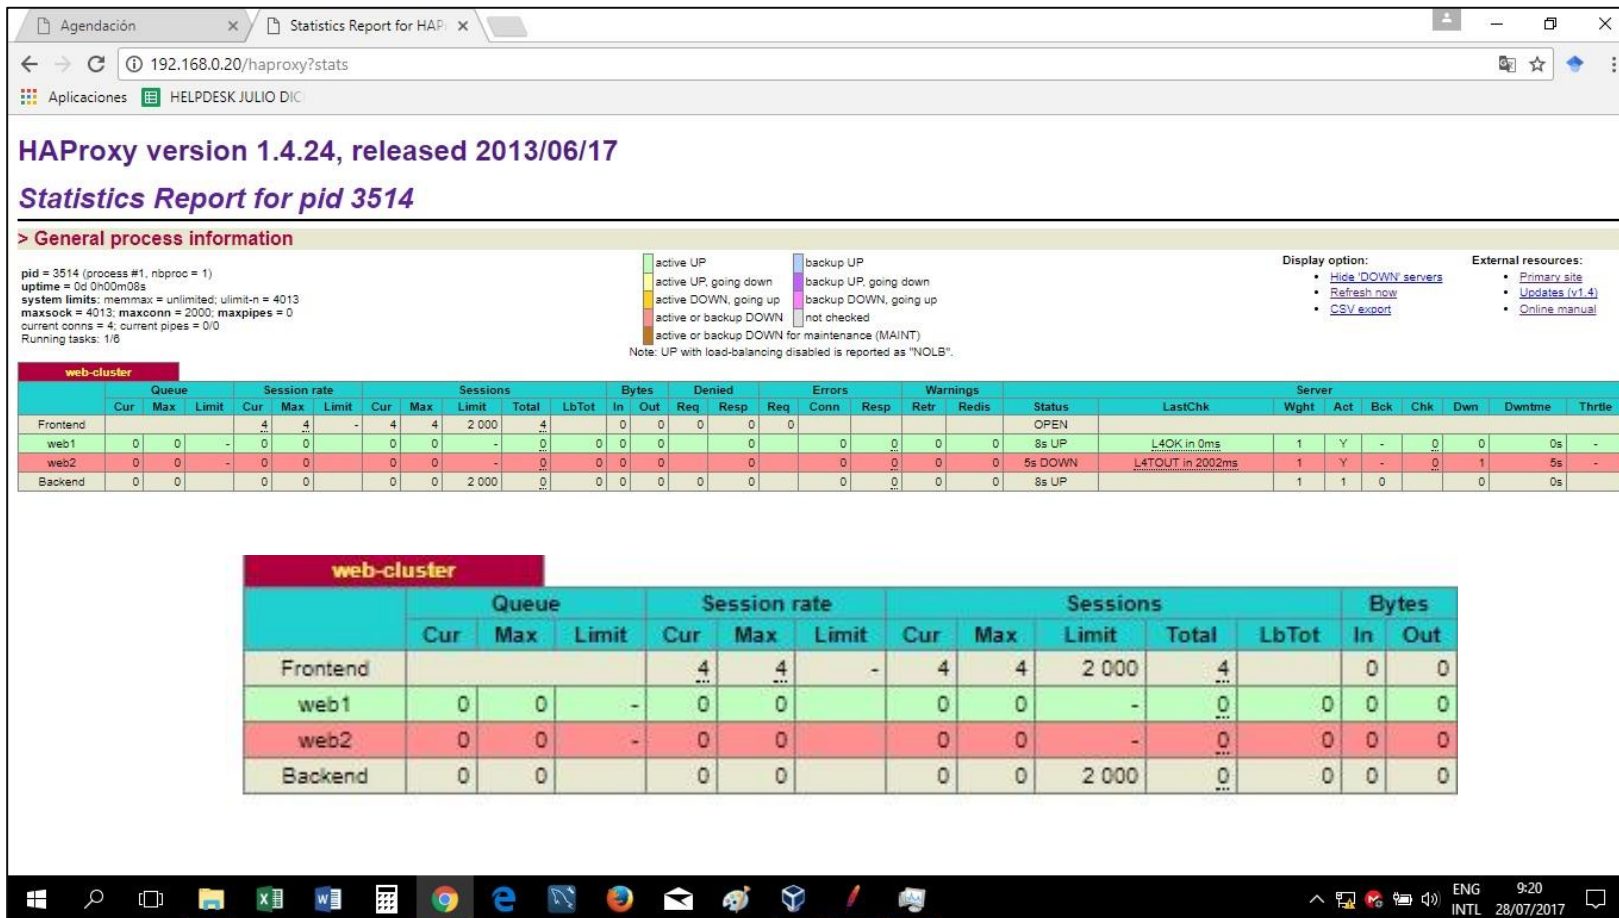 Agendación
Statistics Report for HAP
192.168.0.20/haproxy?stats
Aplicaciones HELPDESK JULIO DIC
HAProxy version 1.4.24, released 2013/06/17
Statistics Report for pid 3514
> General process information
pid = 3514 (process #1, nbproc = 1)
uptime = 0d 0h00m08s
system limits: memmax = unlimited; ulimit-n = 4013
maxsock = 4013; maxconn = 2000; maxpipes = 0
current conns = 4; current pipes = 0/0
Running tasks: 1/6
active UP backup UP
active UP, going down backup UP, going down
active DOWN, going up backup DOWN, going up
active or backup DOWN not checked
active or backup DOWN for maintenance (MAINT)
Note: UP with load-balancing disabled is reported as "NOLB".
Display option:
Hide 'DOWN' servers
Refresh now
CSV export
External resources:
Primary site
Updates (v1.4)
Online manual
web-cluster
Queue Session rate Sessions Bytes Denied Errors Warnings Server
Cur Max Limit Cur Max Limit Cur Max Limit Total LbTot In Out Req Resp Req Conn Resp Retr Redis Status LastChk Wght Act Bck Chk Dwn Dwntme Thrtle
Frontend 4 4 - 4 4 2 000 4 0 0 0 0 0 OPEN
web1 0 0 - 0 0 0 0 - 0 0 0 0 0 0 0 0 0 8s UP L4OK in 0ms 1 Y - 0 0 0s -
web2 0 0 - 0 0 0 0 - 0 0 0 0 0 0 0 0 0 5s DOWN L4TOUT in 2002ms 1 Y - 0 1 5s -
Backend 0 0 0 0 0 0 2 000 0 0 0 0 0 0 0 0 0 0 8s UP 1 1 0 0 0s
web-cluster
Queue Session rate Sessions Bytes
Cur Max Limit Cur Max Limit Cur Max Limit Total LbTot In Out
Frontend 4 4 - 4 4 2 000 4 0 0
web1 0 0 - 0 0 0 0 - 0 0 0 0
web2 0 0 - 0 0 0 0 - 0 0 0 0
Backend 0 0 0 0 0 0 2 000 0 0 0 0
ENG 9:20
INTL 28/07/2017